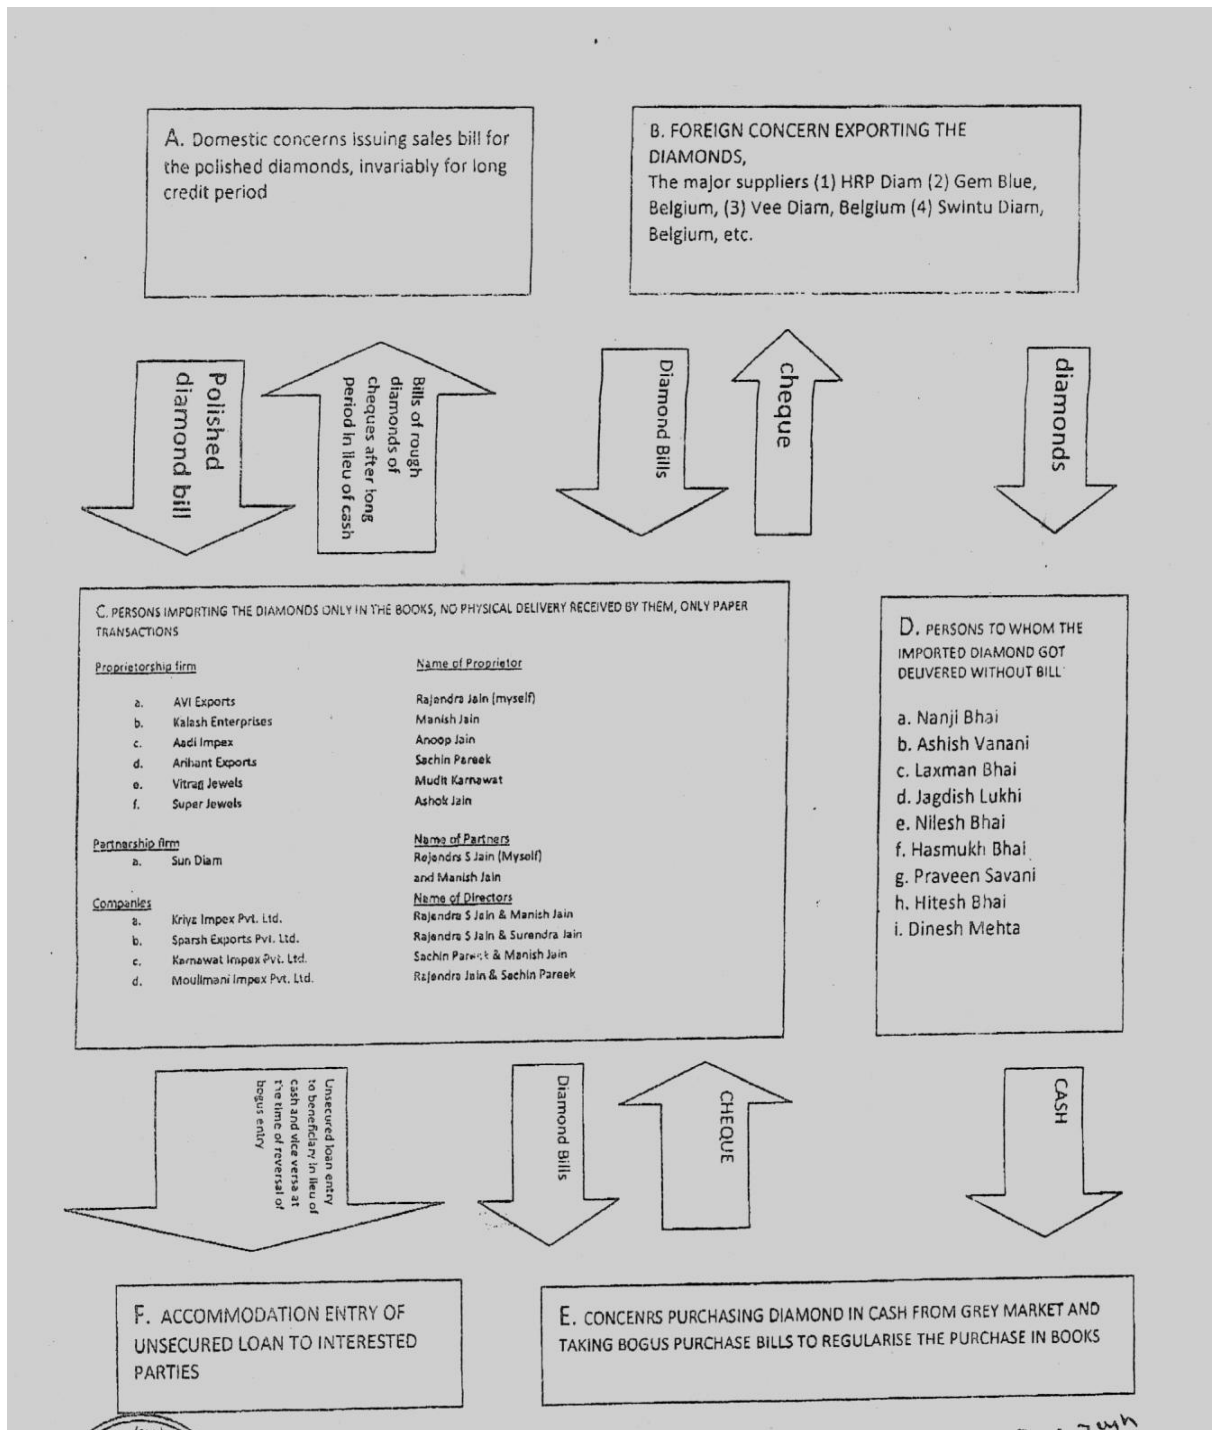 A. Domestic concerns issuing sales bill for
the polished diamonds, invariably for long
credit period
B. FOREIGN CONCERN EXPORTING THE
DIAMONDS,
The major suppliers (1) HRP Diam (2) Gem Blue,
Belgium, (3) Vee Diam, Belgium (4) Swintu Diam,
Belgium, etc.
Polished
diamond bill
Bills of rough
diamonds of
cheques after long
period in lieu of cash
Diamond Bills
cheque
diamonds
C. PERSONS IMPORTING THE DIAMONDS ONLY IN THE BOOKS, NO PHYSICAL DELIVERY RECEIVED BY THEM, ONLY PAPER
TRANSACTIONS
Proprietorship firm Name of Proprietor
a. AVI Exports Rajendra Jain (myself)
b. Kalash Enterprises Manish Jain
c. Aadi Impex Anoop Jain
d. Arihant Exports Sachin Pareek
e. Vitrag Jewels Mudit Karnawat
f. Super Jewels Ashok Jain
Partnership firm Name of Partners
a. Sun Diam Rajendra S Jain (Myself)
and Manish Jain
Companies Name of Directors
a. Kriya Impex Pvt. Ltd. Rajendra S Jain & Manish Jain
b. Sparsh Exports Pvt. Ltd. Rajendra S Jain & Surendra Jain
c. Karnawat Impex Pvt. Ltd. Sachin Pareek & Manish Jain
d. Moulimani Impex Pvt. Ltd. Rajendra Jain & Sachin Pareek
D. PERSONS TO WHOM THE
IMPORTED DIAMOND GOT
DELIVERED WITHOUT BILL
a. Nanji Bhai
b. Ashish Vanani
c. Laxman Bhai
d. Jagdish Lukhi
e. Nilesh Bhai
f. Hasmukh Bhai
g. Praveen Savani
h. Hitesh Bhai
i. Dinesh Mehta
Unsecured loan entry
to beneficiary in lieu of
cash and vice versa at
the time of reversal of
bogus entry
Diamond Bills
CHEQUE
CASH
F. ACCOMMODATION ENTRY OF
UNSECURED LOAN TO INTERESTED
PARTIES
E. CONCENRS PURCHASING DIAMOND IN CASH FROM GREY MARKET AND
TAKING BOGUS PURCHASE BILLS TO REGULARISE THE PURCHASE IN BOOKS